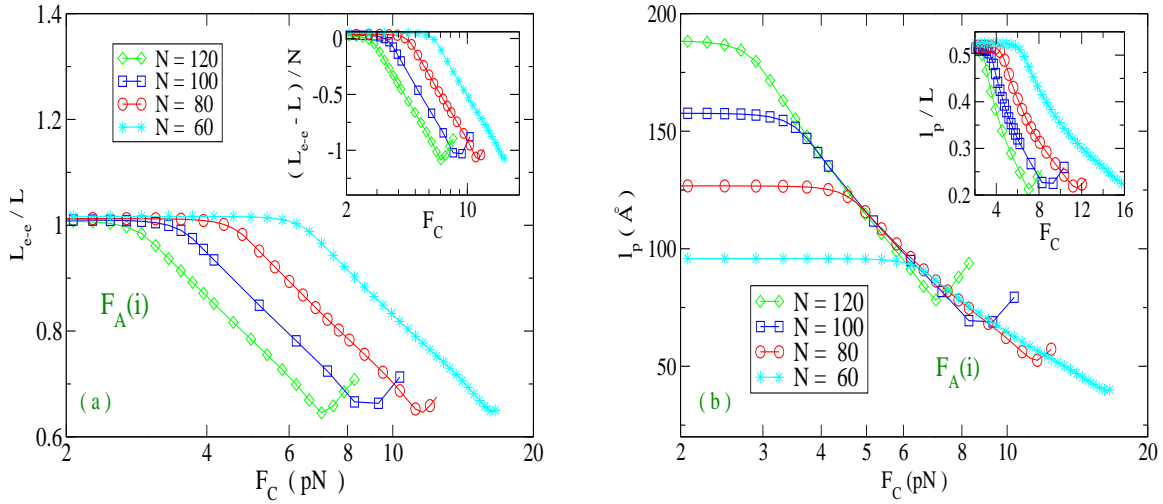 1.4
1.2
1
0.8
0.6
L_e-e / L
2
4
6
8
10
20
F_C ( pN )
N = 120
N = 100
N = 80
N = 60
F_A(i)
( a )
0
-0.5
-1
( L_e-e - L ) / N
2
10
F_C
200
150
100
50
l_p (Å)
2
3
4
5
6
10
20
F_C (pN)
N = 120
N = 100
N = 80
N = 60
F_A(i)
( b )
0.5
0.4
0.3
0.2
l_p / L
4
8
12
16
F_C